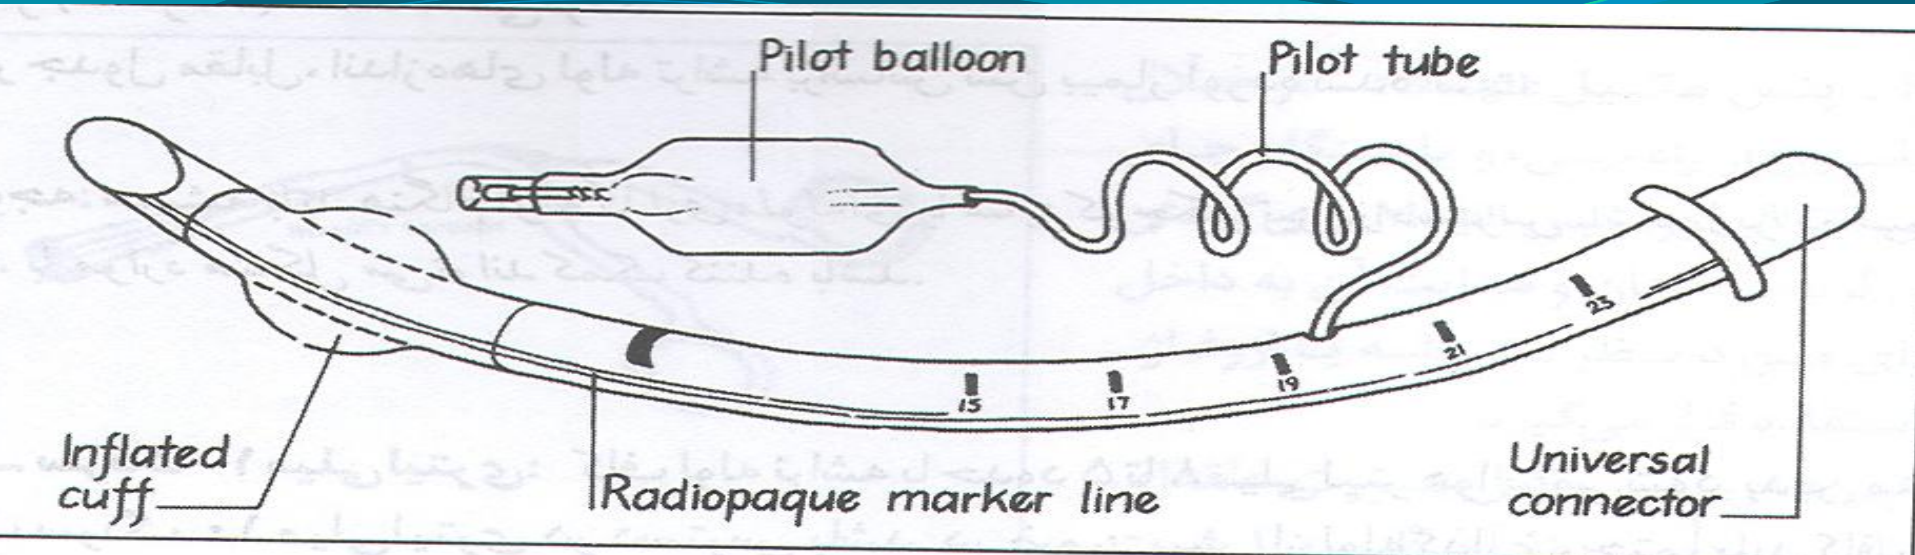 Pilot balloon
Pilot tube
15
17
19
21
23
Inflated
cuff
Radiopaque marker line
Universal
connector